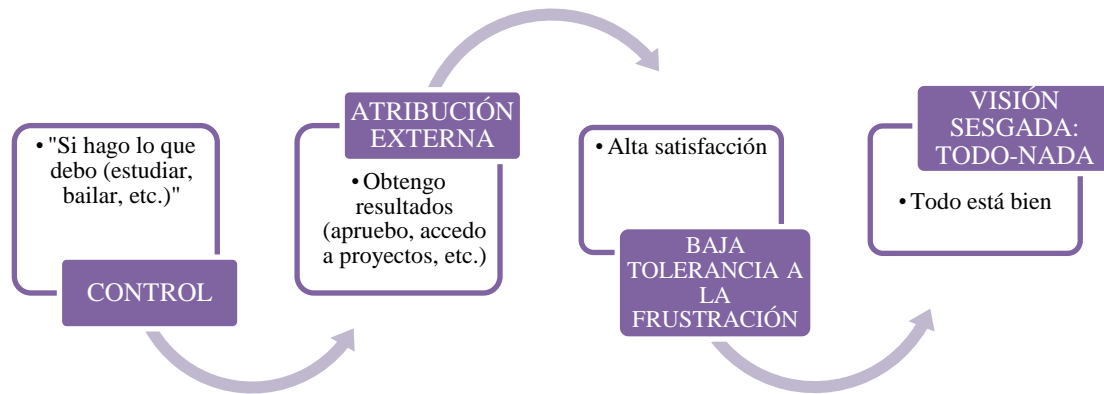 • "Si hago lo que
debo (estudiar,
bailar, etc.)"
CONTROL
ATRIBUCIÓN
EXTERNA
• Obtengo
resultados
(apruebo, accedo
a proyectos, etc.)
• Alta satisfacción
BAJA
TOLERANCIA A
LA
FRUSTRACIÓN
VISIÓN
SESGADA:
TODO-NADA
• Todo está bien